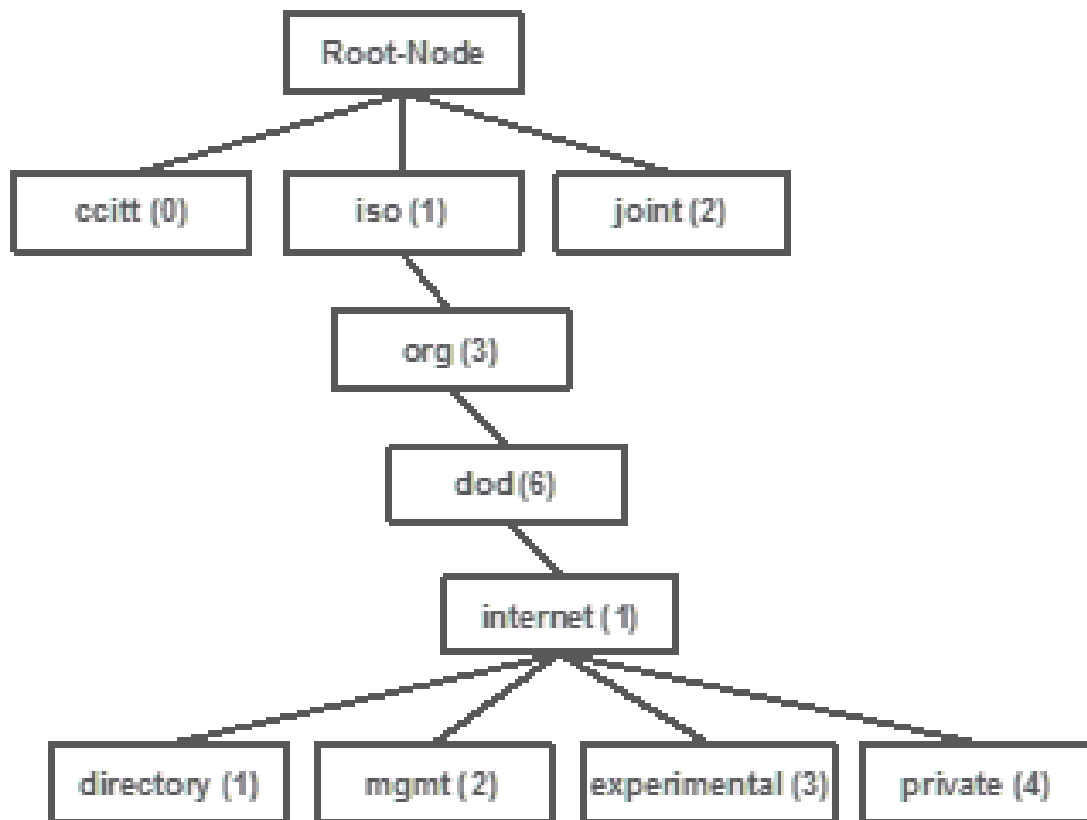 Root-Node
ccitt (0)
iso (1)
joint (2)
org (3)
dod (6)
internet (1)
directory (1)
mgmt (2)
experimental (3)
private (4)